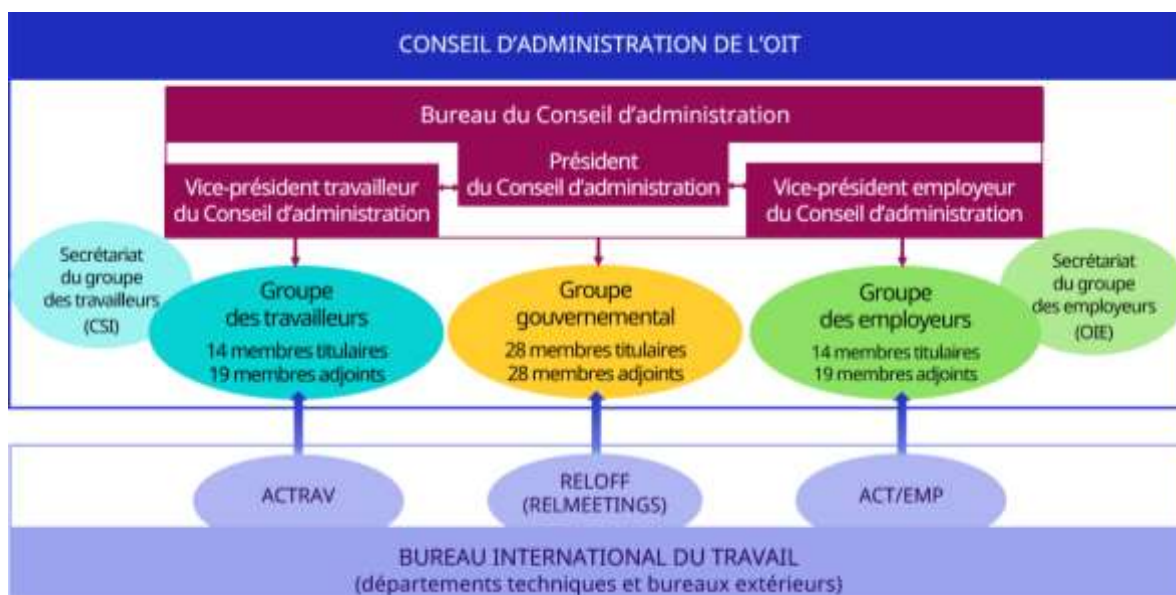 CONSEIL D’ADMINISTRATION DE L’OIT
Bureau du Conseil d’administration
Président
du Conseil d’administration
Vice-président travailleur
du Conseil d’administration
Vice-président employeur
du Conseil d’administration
Secrétariat
du groupe
des travailleurs
(CSI)
Groupe
des travailleurs
14 membres titulaires
19 membres adjoints
Groupe
gouvernemental
28 membres titulaires
28 membres adjoints
Groupe
des employeurs
14 membres titulaires
19 membres adjoints
Secrétariat
du groupe
des employeurs
(OIE)
ACTRAV
RELOFF
(RELMEETINGS)
ACT/EMP
BUREAU INTERNATIONAL DU TRAVAIL
(départements techniques et bureaux extérieurs)